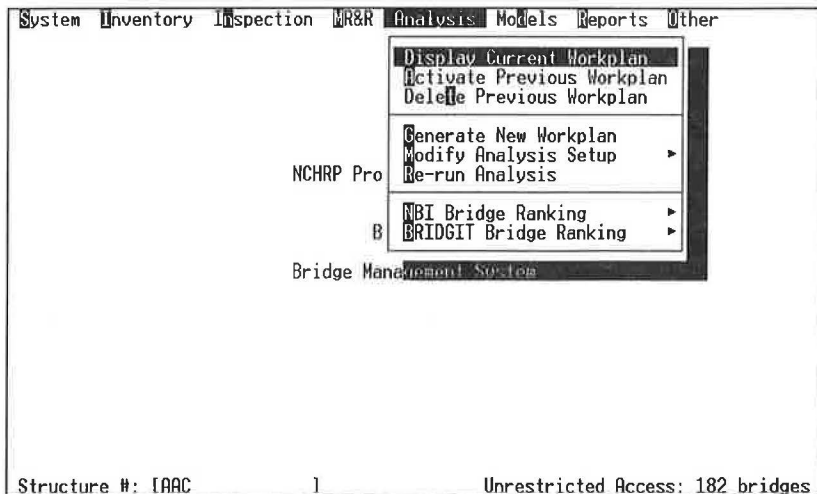 System Inventory Inspection MR&R Analysis Models Reports Other
Display Current Workplan
Activate Previous Workplan
Delete Previous Workplan
Generate New Workplan
Modify Analysis Setup ►
NCHRP Pro Re-run Analysis
NBI Bridge Ranking ►
B BRIDGIT Bridge Ranking ►
Bridge Management System
Structure #: [AAC ] Unrestricted Access: 182 bridges